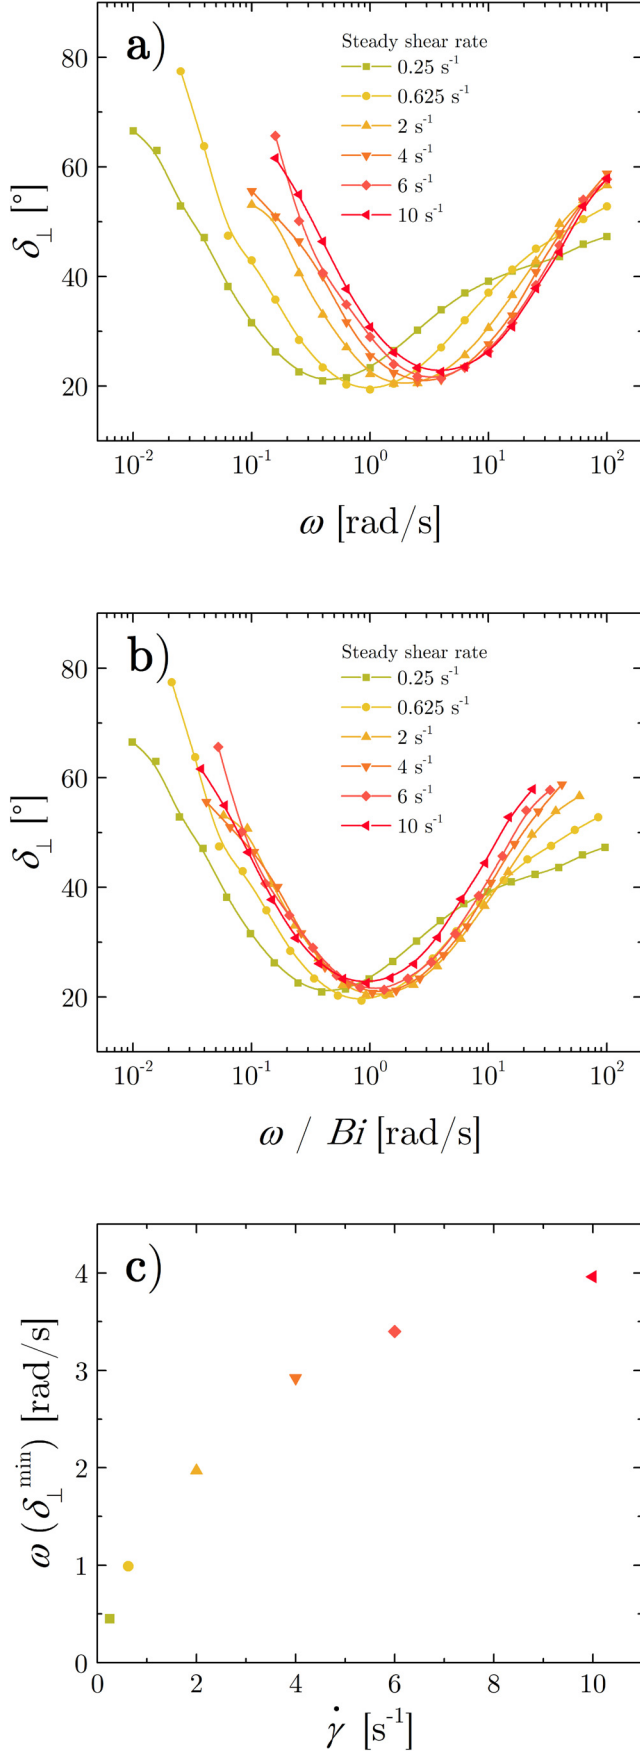 a)
Steady shear rate
0.25 s⁻¹
0.625 s⁻¹
2 s⁻¹
4 s⁻¹
6 s⁻¹
10 s⁻¹
80
60
40
20
δ⊥ [°]
10⁻² 10⁻¹ 10⁰ 10¹ 10²
ω [rad/s]
b)
Steady shear rate
0.25 s⁻¹
0.625 s⁻¹
2 s⁻¹
4 s⁻¹
6 s⁻¹
10 s⁻¹
80
60
40
20
δ⊥ [°]
10⁻² 10⁻¹ 10⁰ 10¹ 10²
ω / Bi [rad/s]
c)
4
3
2
1
0
ω (δ⊥ᵐⁱⁿ) [rad/s]
0 2 4 6 8 10
γ̇ [s⁻¹]